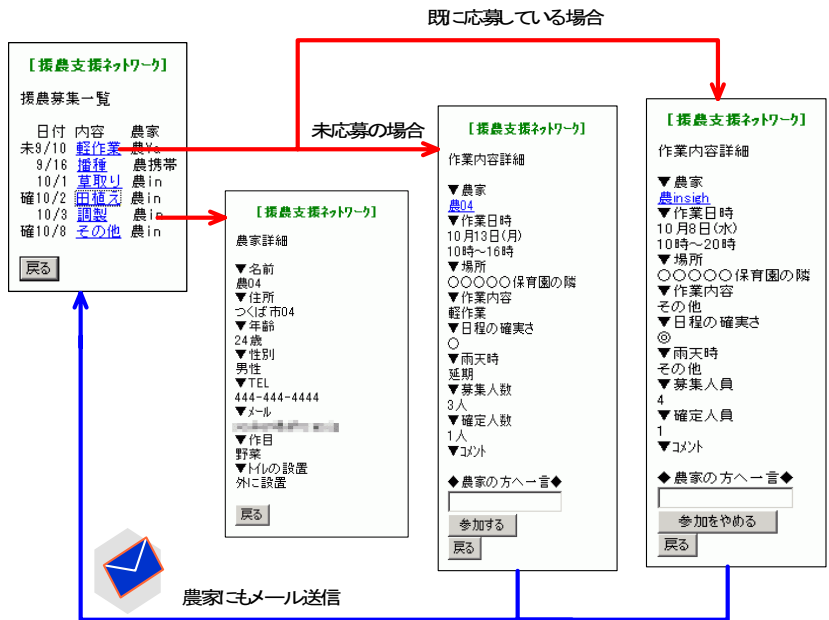 既に応募している場合
未応募の場合
[援農支援ネットワーク]
援農募集一覧
日付 内容 農家
未9/10 軽作業 農Ya
9/16 播種 農携帯
10/1 草取り 農in
確10/2 田植え 農in
10/3 調製 農in
確10/8 その他 農in
戻る
[援農支援ネットワーク]
農家詳細
▼名前
農04
▼住所
つくば市04
▼年齢
24歳
▼性別
男性
▼TEL
444-444-4444
▼メール
▼作目
野菜
▼トイレの設置
外に設置
戻る
[援農支援ネットワーク]
作業内容詳細
▼農家
農04
▼作業日時
10月13日(月)
10時~16時
▼場所
○○○○○保育園の隣
▼作業内容
軽作業
▼日程の確実さ
○
▼雨天時
延期
▼募集人数
3人
▼確定人数
1人
▼コメント
◆農家の方へ一言◆
参加する
戻る
[援農支援ネットワーク]
作業内容詳細
▼農家
農insigh
▼作業日時
10月8日(水)
10時~20時
▼場所
○○○○○保育園の隣
▼作業内容
その他
▼日程の確実さ
◎
▼雨天時
その他
▼募集人員
4
▼確定人員
1
▼コメント
◆農家の方へ一言◆
参加をやめる
戻る
農家にもメール送信